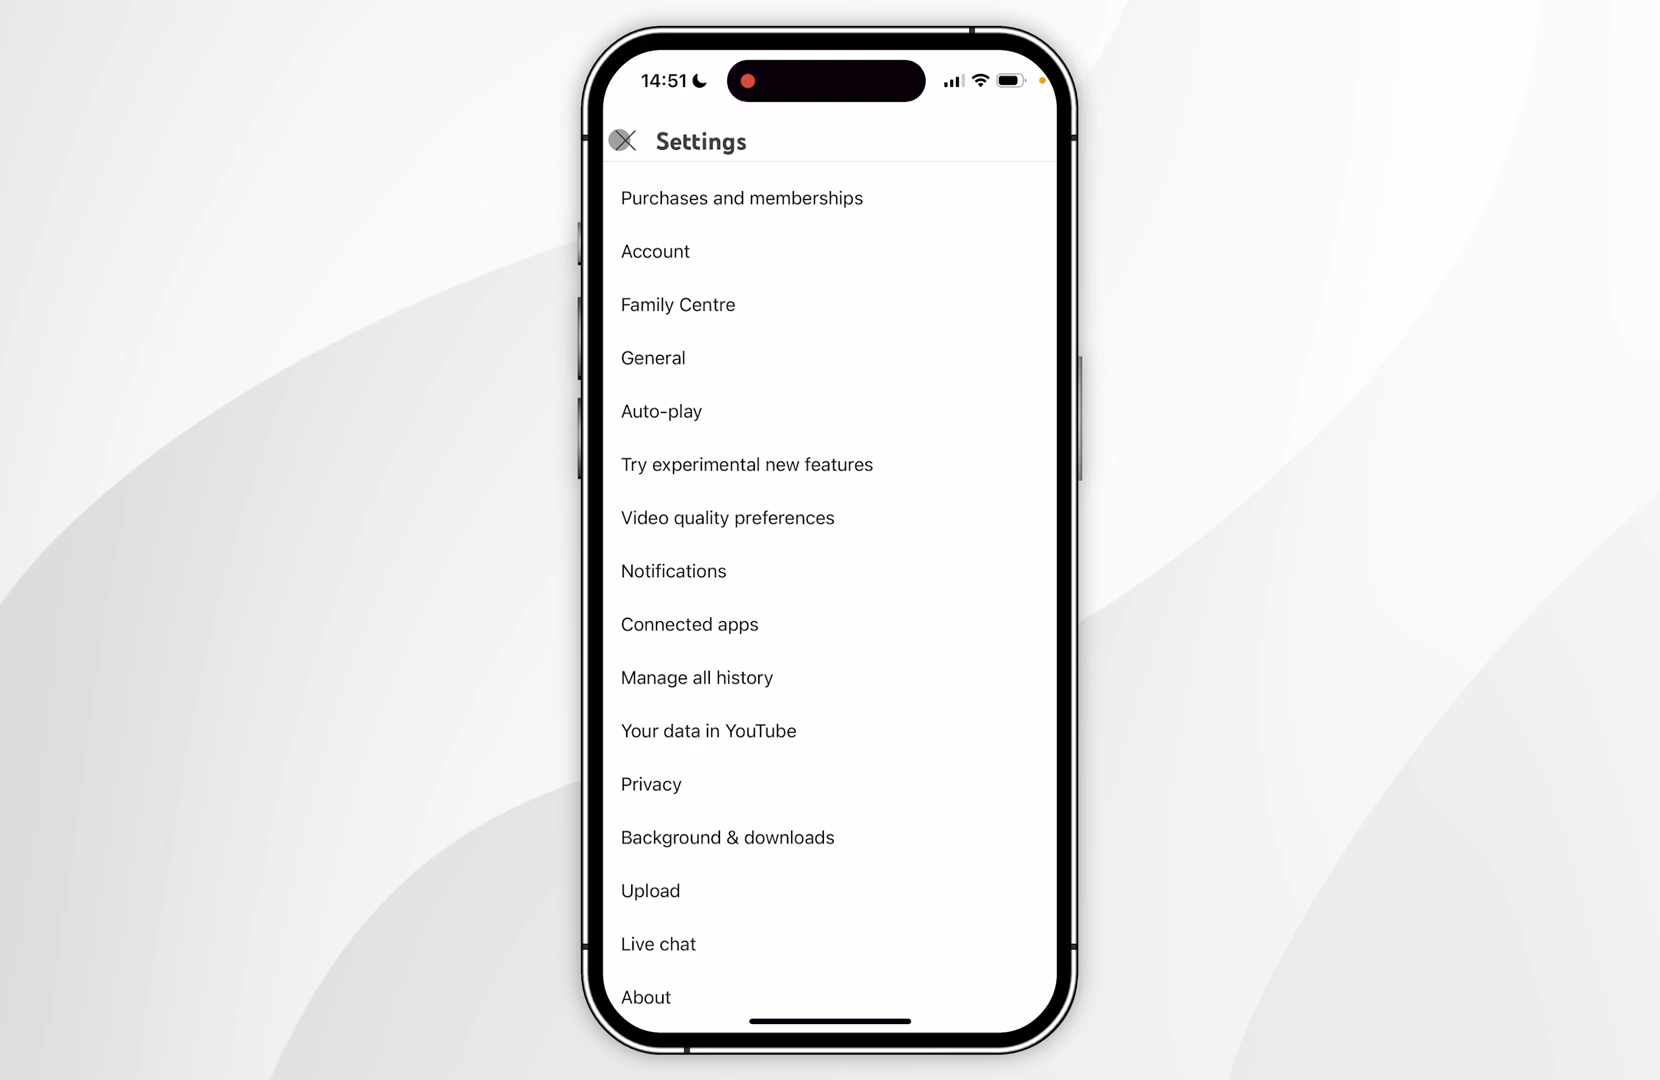 14:51
Settings
Purchases and memberships
Account
Family Centre
General
Auto-play
Try experimental new features
Video quality preferences
Notifications
Connected apps
Manage all history
Your data in YouTube
Privacy
Background & downloads
Upload
Live chat
About